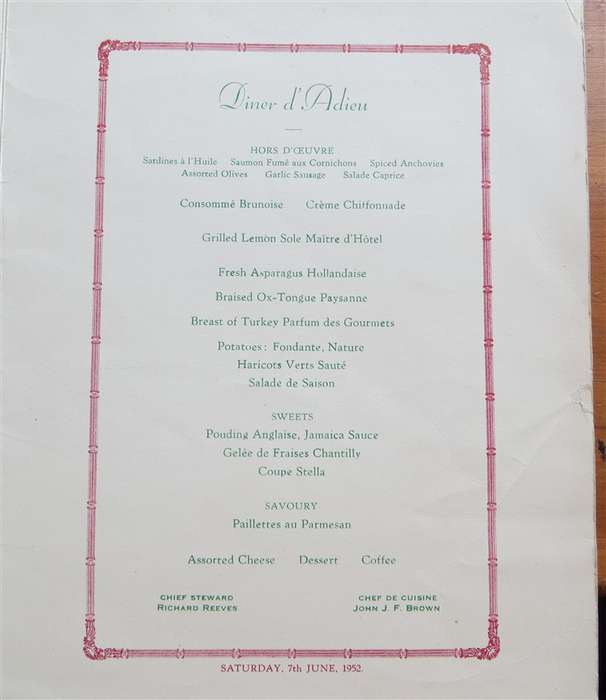 Diner d'Adieu
HORS D'ŒUVRE
Sardines à l'Huile Saumon Fumé aux Cornichons Spiced Anchovies
Assorted Olives Garlic Sausage Salade Caprice
Consommé Brunoise Crème Chiffonnade
Grilled Lemon Sole Maître d'Hôtel
Fresh Asparagus Hollandaise
Braised Ox-Tongue Paysanne
Breast of Turkey Parfum des Gourmets
Potatoes: Fondante, Nature
Haricots Verts Sauté
Salade de Saison
SWEETS
Pouding Anglaise, Jamaica Sauce
Gelée de Fraises Chantilly
Coupe Stella
SAVOURY
Paillettes au Parmesan
Assorted Cheese Dessert Coffee
CHIEF STEWARD CHEF DE CUISINE
RICHARD REEVES JOHN J. F. BROWN
SATURDAY, 7th JUNE, 1952.